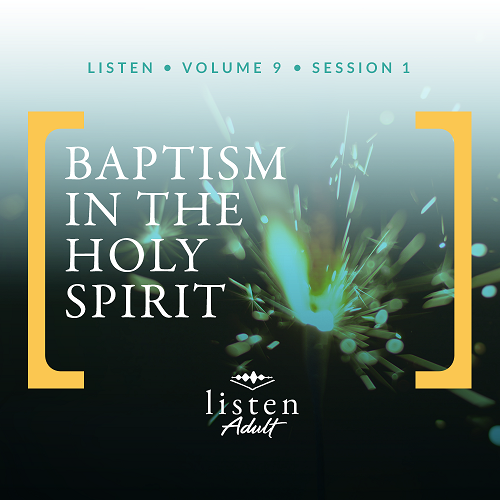 LISTEN • VOLUME 9 • SESSION 1
BAPTISM
IN THE
HOLY
SPIRIT
listen
Adult